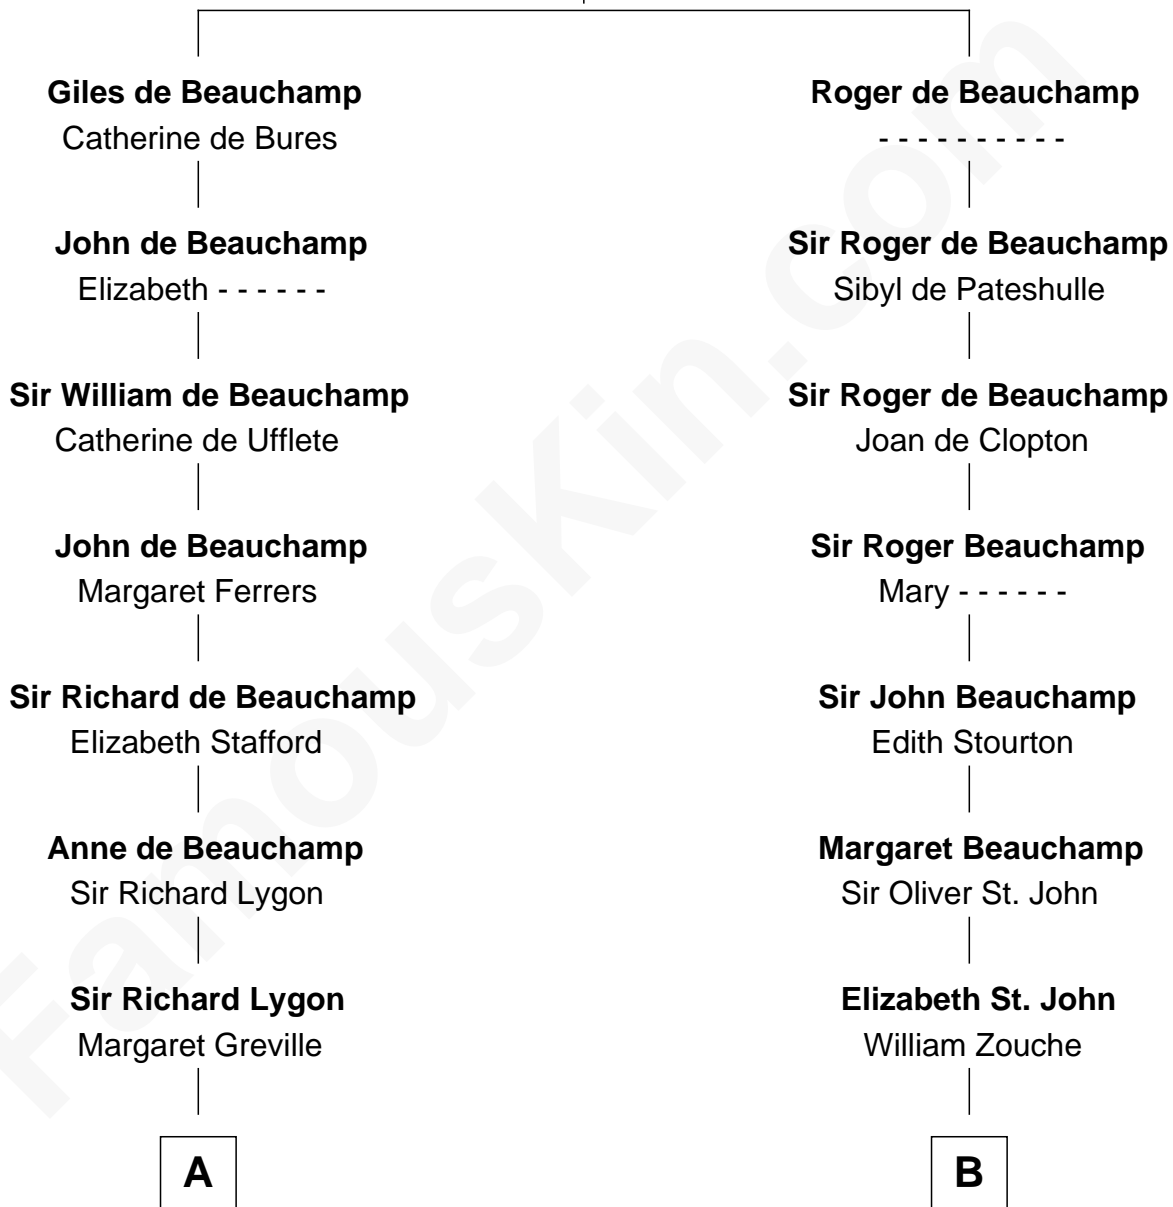 Giles de Beauchamp
Catherine de Bures
John de Beauchamp
Elizabeth - - - - - -
Sir William de Beauchamp
Catherine de Ufflete
John de Beauchamp
Margaret Ferrers
Sir Richard de Beauchamp
Elizabeth Stafford
Anne de Beauchamp
Sir Richard Lygon
Sir Richard Lygon
Margaret Greville
A
Roger de Beauchamp
- - - - - - - - - -
Sir Roger de Beauchamp
Sibyl de Pateshulle
Sir Roger de Beauchamp
Joan de Clopton
Sir Roger Beauchamp
Mary - - - - - -
Sir John Beauchamp
Edith Stourton
Margaret Beauchamp
Sir Oliver St. John
Elizabeth St. John
William Zouche
B
FamousKin.com